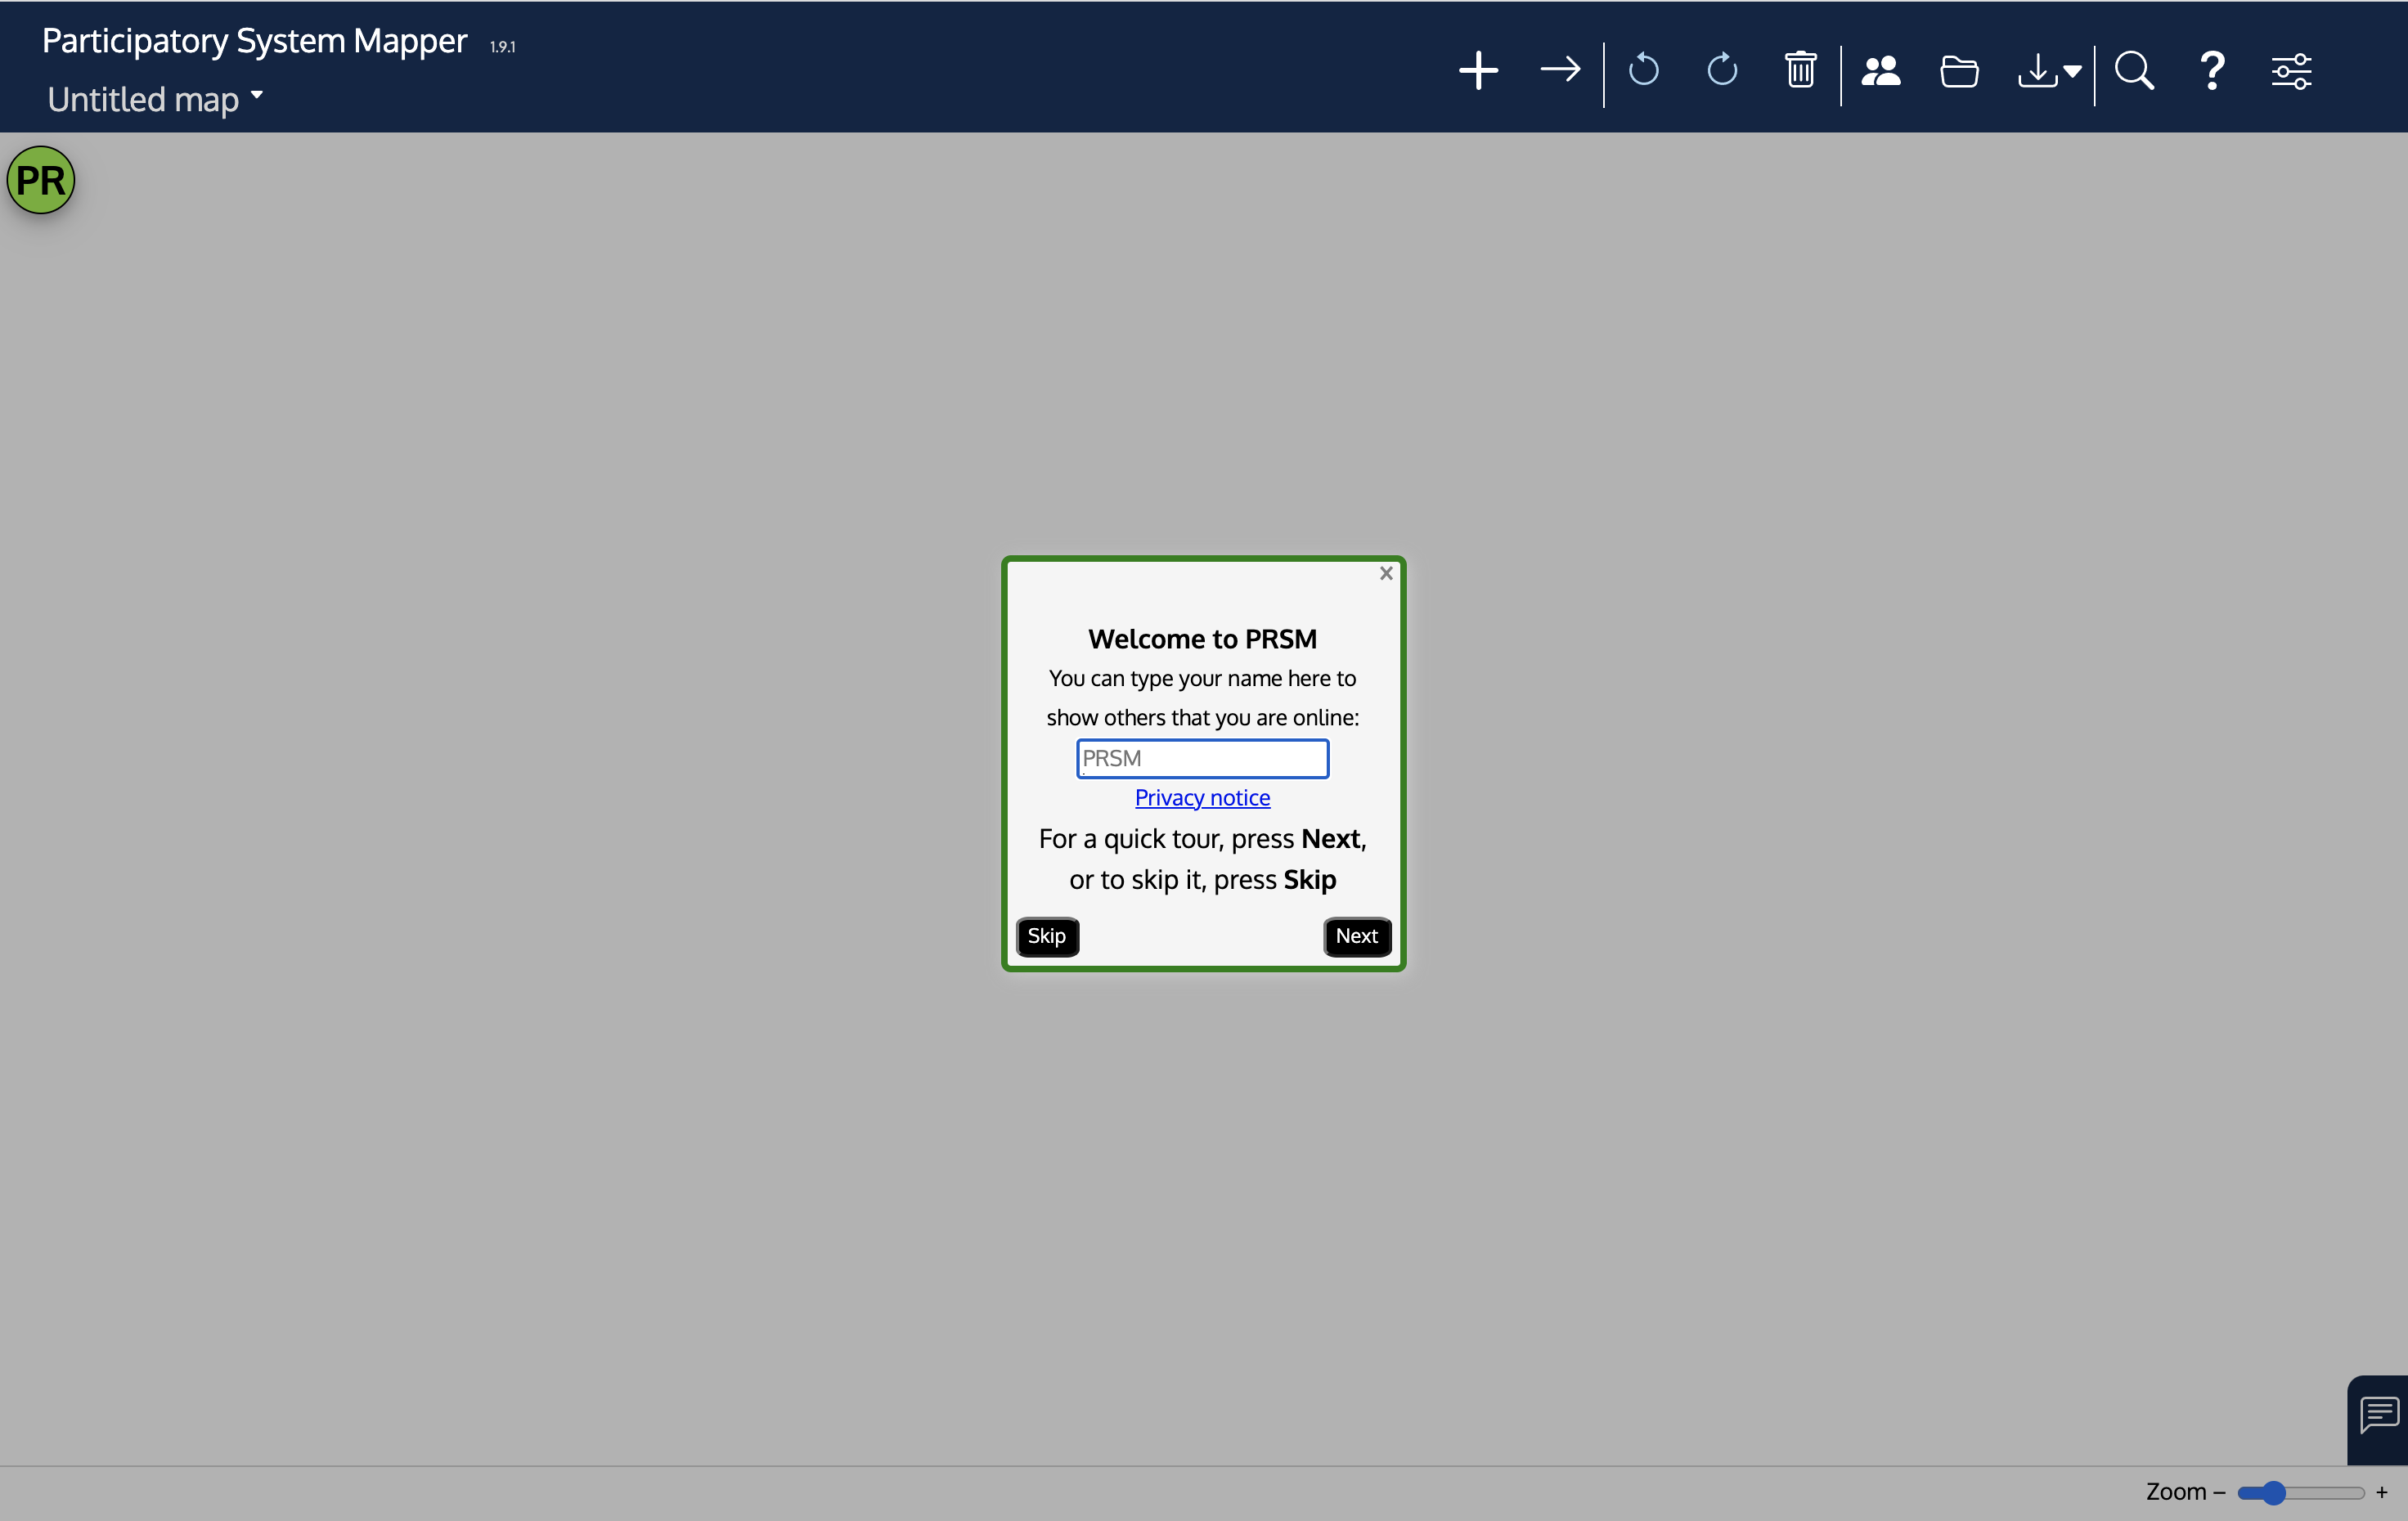 Participatory System Mapper 1.9.1
Untitled map
PR
Welcome to PRSM
You can type your name here to
show others that you are online:
PRSM
Privacy notice
For a quick tour, press Next,
or to skip it, press Skip
Skip Next
Zoom – +